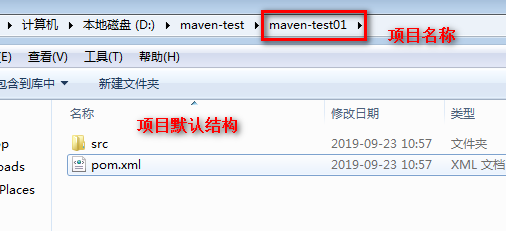 计算机 ▸ 本地磁盘 (D:) ▸ maven-test ▸ maven-test01 ▸
项目名称
(E) 查看(V) 工具(T) 帮助(H)
包含到库中 新建文件夹
名称 修改日期 类型
项目默认结构
src 2019-09-23 10:57 文件夹
pom.xml 2019-09-23 10:57 XML 文档
Places